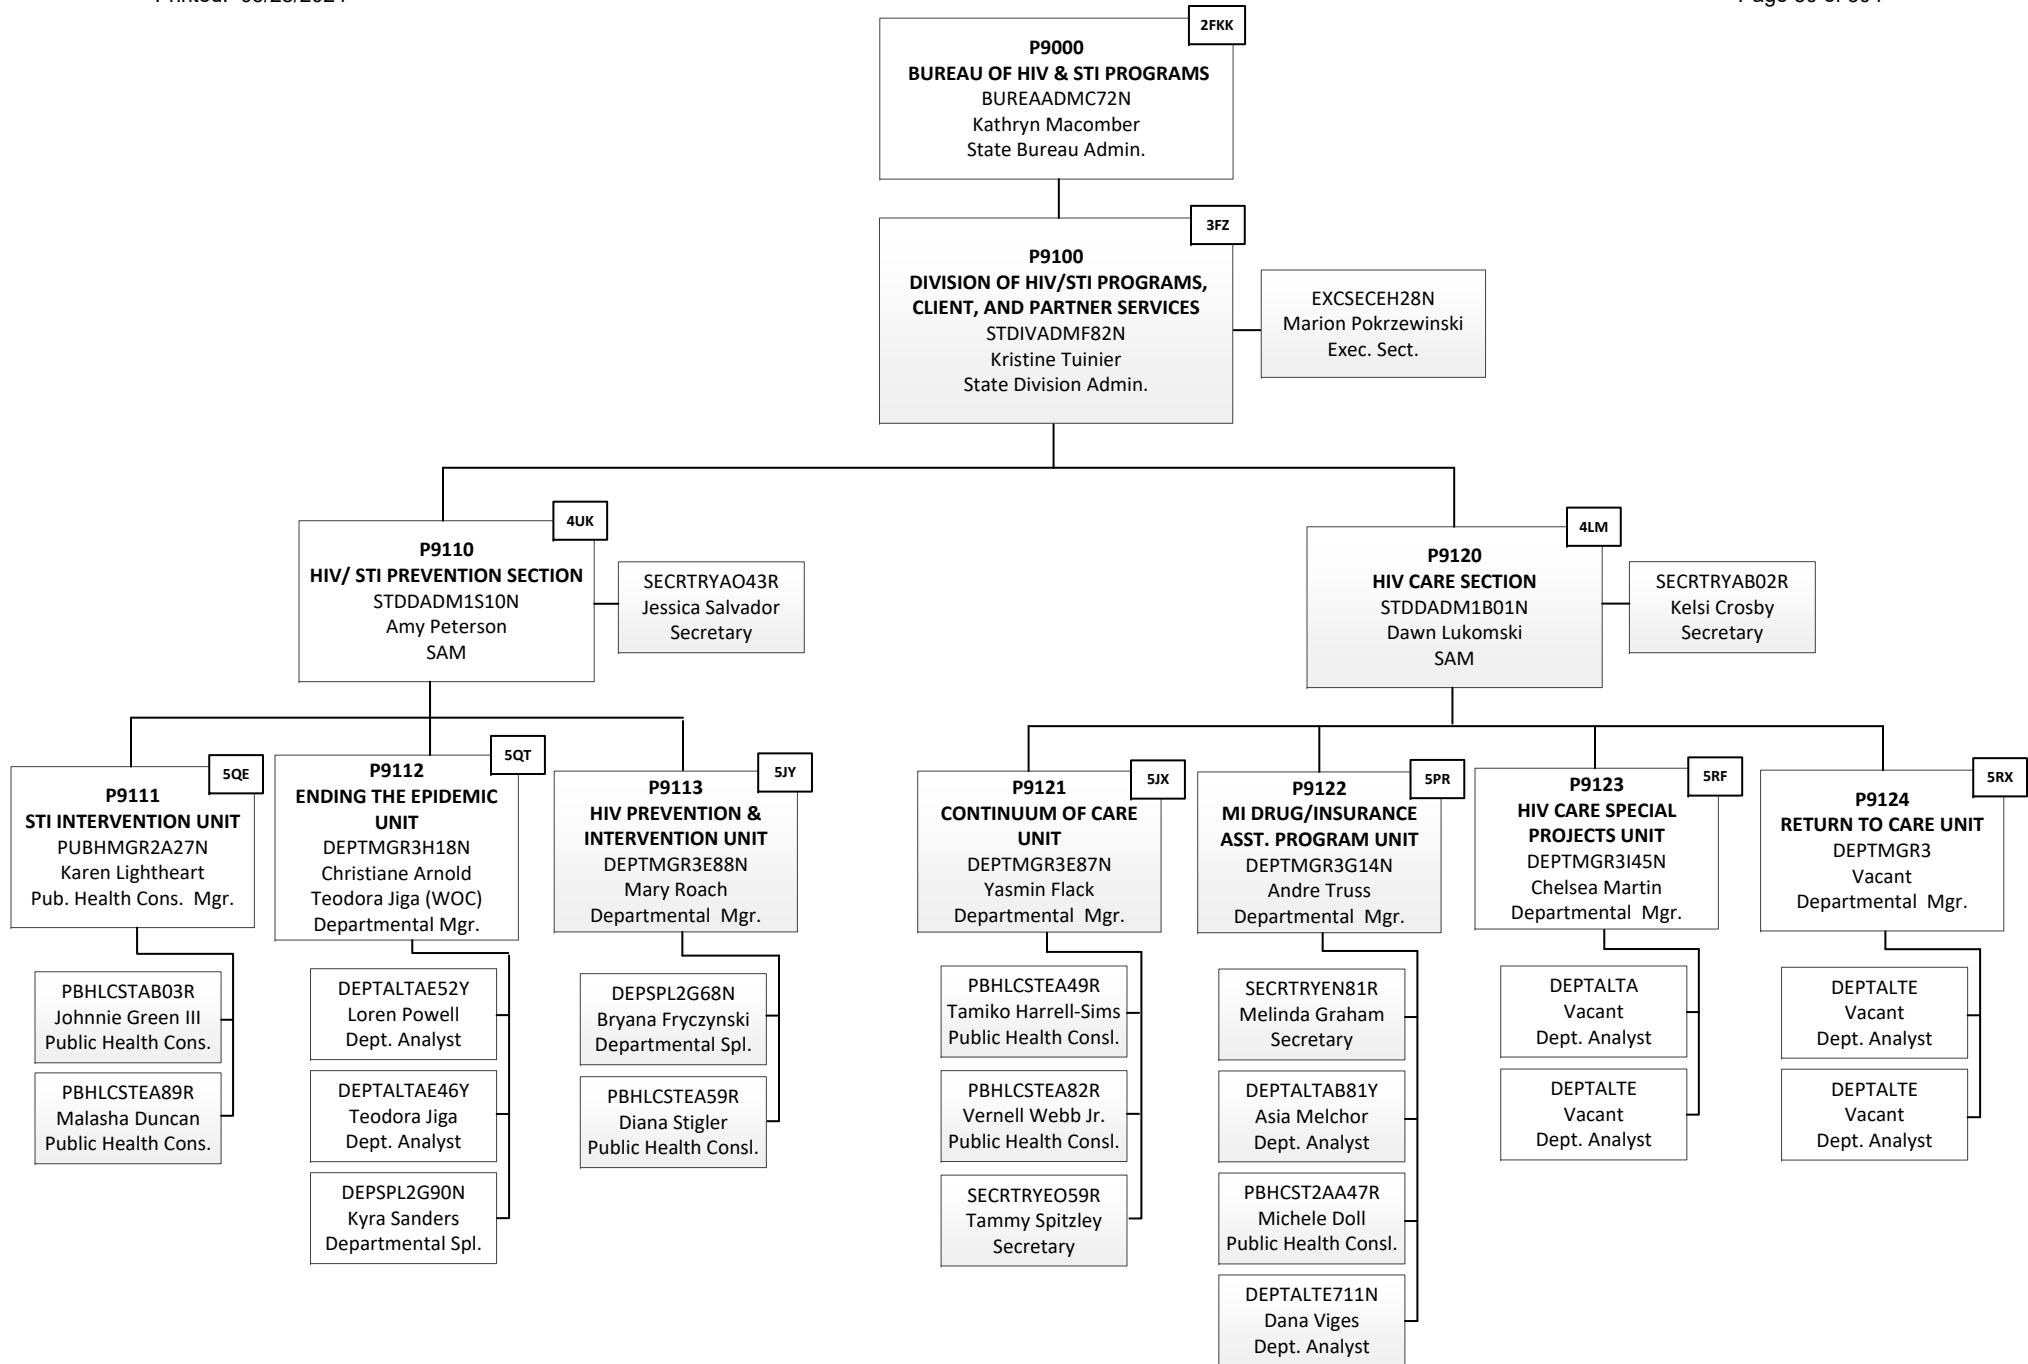 2FKK
P9000
BUREAU OF HIV & STI PROGRAMS
BUREAADMC72N
Kathryn Macomber
State Bureau Admin.
3FZ
P9100
DIVISION OF HIV/STI PROGRAMS,
CLIENT, AND PARTNER SERVICES
STDIVADMF82N
Kristine Tuinier
State Division Admin.
EXCSECEH28N
Marion Pokrzewinski
Exec. Sect.
4UK
P9110
HIV/ STI PREVENTION SECTION
STDDADM1S10N
Amy Peterson
SAM
SECRTRYAO43R
Jessica Salvador
Secretary
4LM
P9120
HIV CARE SECTION
STDDADM1B01N
Dawn Lukomski
SAM
SECRTRYAB02R
Kelsi Crosby
Secretary
5QE
P9111
STI INTERVENTION UNIT
PUBHMGR2A27N
Karen Lightheart
Pub. Health Cons. Mgr.
5QT
P9112
ENDING THE EPIDEMIC
UNIT
DEPTMGR3H18N
Christiane Arnold
Teodora Jiga (WOC)
Departmental Mgr.
5JY
P9113
HIV PREVENTION &
INTERVENTION UNIT
DEPTMGR3E88N
Mary Roach
Departmental Mgr.
5JX
P9121
CONTINUUM OF CARE
UNIT
DEPTMGR3E87N
Yasmin Flack
Departmental Mgr.
5PR
P9122
MI DRUG/INSURANCE
ASST. PROGRAM UNIT
DEPTMGR3G14N
Andre Truss
Departmental Mgr.
5RF
P9123
HIV CARE SPECIAL
PROJECTS UNIT
DEPTMGR3I45N
Chelsea Martin
Departmental Mgr.
5RX
P9124
RETURN TO CARE UNIT
DEPTMGR3
Vacant
Departmental Mgr.
PBHLCSTAB03R
Johnnie Green III
Public Health Cons.
PBHLCSTEA89R
Malasha Duncan
Public Health Cons.
DEPTALTAE52Y
Loren Powell
Dept. Analyst
DEPTALTAE46Y
Teodora Jiga
Dept. Analyst
DEPSPL2G90N
Kyra Sanders
Departmental Spl.
DEPSPL2G68N
Bryana Fryczynski
Departmental Spl.
PBHLCSTEA59R
Diana Stigler
Public Health Consl.
PBHLCSTEA49R
Tamiko Harrell-Sims
Public Health Consl.
PBHLCSTEA82R
Vernell Webb Jr.
Public Health Consl.
SECRTRYEO59R
Tammy Spitzley
Secretary
SECRTRYEN81R
Melinda Graham
Secretary
DEPTALTAB81Y
Asia Melchor
Dept. Analyst
PBHCST2AA47R
Michele Doll
Public Health Consl.
DEPTALTE711N
Dana Viges
Dept. Analyst
DEPTALTA
Vacant
Dept. Analyst
DEPTALTE
Vacant
Dept. Analyst
DEPTALTE
Vacant
Dept. Analyst
DEPTALTE
Vacant
Dept. Analyst